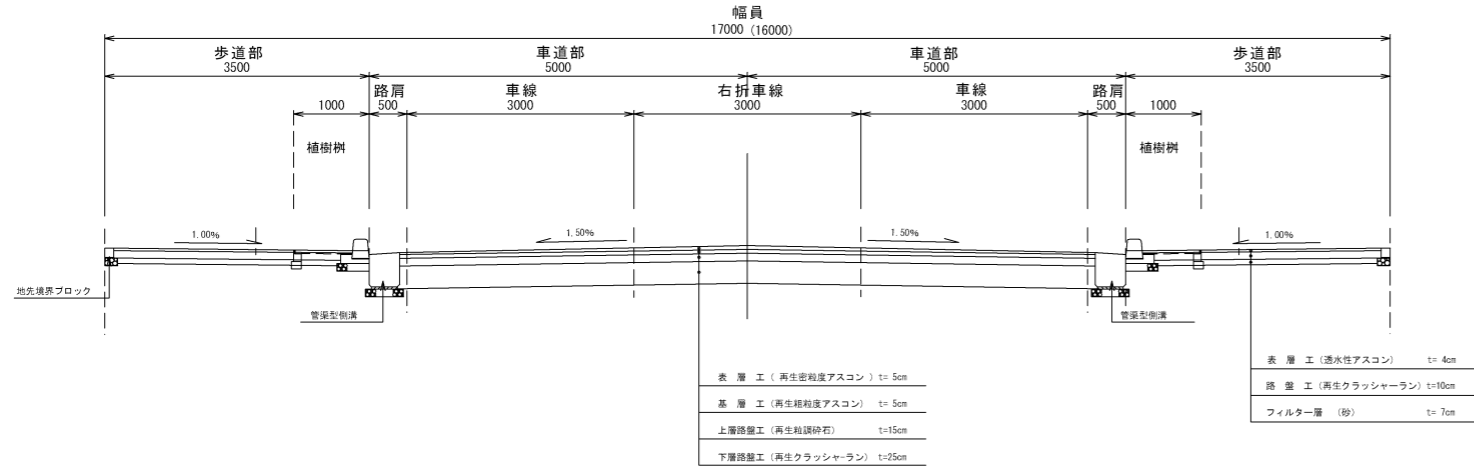 幅員
17000 (16000)
歩道部 車道部 車道部 歩道部
3500 5000 5000 3500
路肩 車線 右折車線 車線 路肩
1000 500 3000 3000 3000 500 1000
植樹桝 植樹桝
1.00% 1.50% 1.50% 1.00%
地先境界ブロック
管渠型側溝 管渠型側溝
表 層 工 ( 再生密粒度アスコン ) t= 5cm
基 層 工 (再生粗粒度アスコン) t= 5cm
上層路盤工 (再生粒調砕石) t=15cm
下層路盤工 (再生クラッシャ-ラン) t=25cm
表 層 工 (透水性アスコン) t= 4cm
路 盤 工 (再生クラッシャーラン) t=10cm
フィルター層 (砂) t= 7cm